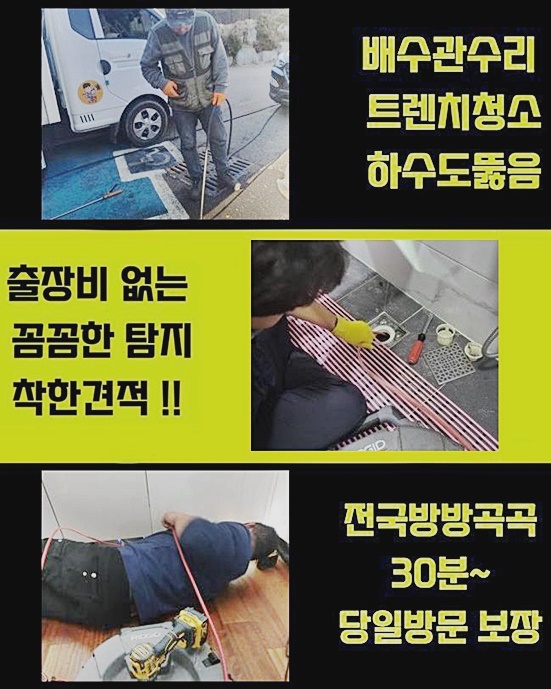 배수관수리
트렌치청소
하수도뚫음
출장비 없는
꼼꼼한 탐지
착한견적 !!
RIDGID
전국방방곡곡
30분~
당일방문 보장
RIDGID